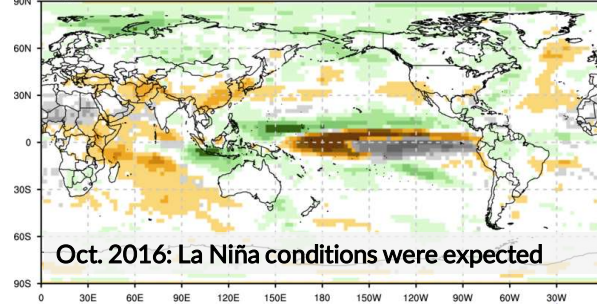 90N
60N
30N
0
30S
60S
90S
Oct. 2016: La Niña conditions were expected
0 30E 60E 90E 120E 150E 180 150W 120W 90W 60W 30W